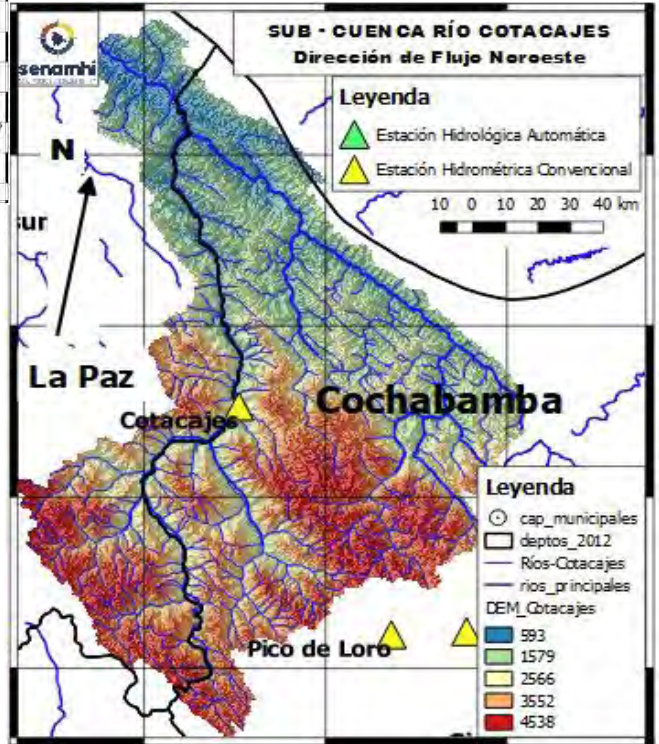 senamhi
SUB - CUENCA RÍO COTACAJES
Dirección de Flujo Noroeste
Leyenda
Estación Hidrológica Automática
Estación Hidrométrica Convencional
10 0 10 20 30 40 km
N
sur
La Paz
Cotacajes
Cochabamba
Pico de Loro
Leyenda
cap_municipales
deptos_2012
Ríos-Cotacajes
rios_principales
DEM_Cotacajes
593
1579
2566
3552
4538